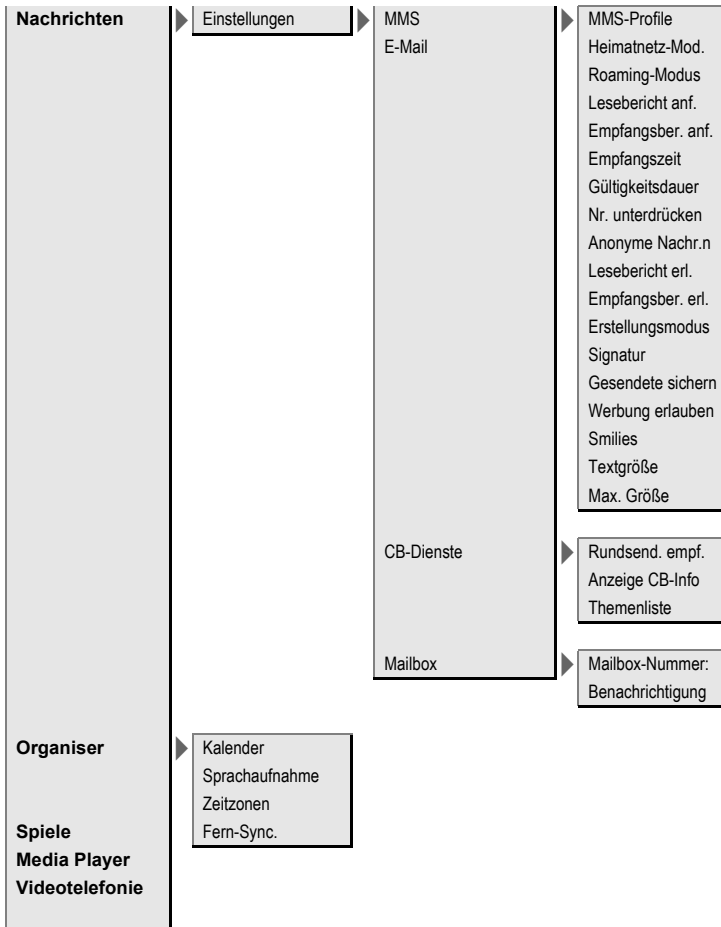 Nachrichten Einstellungen MMS MMS-Profile
E-Mail Heimatnetz-Mod.
Roaming-Modus
Lesebericht anf.
Empfangsber. anf.
Empfangszeit
Gültigkeitsdauer
Nr. unterdrücken
Anonyme Nachr.n
Lesebericht erl.
Empfangsber. erl.
Erstellungsmodus
Signatur
Gesendete sichern
Werbung erlauben
Smilies
Textgröße
Max. Größe
CB-Dienste Rundsend. empf.
Anzeige CB-Info
Themenliste
Mailbox Mailbox-Nummer:
Benachrichtigung
Organiser Kalender
Sprachaufnahme
Zeitzonen
Spiele Fern-Sync.
Media Player
Videotelefonie